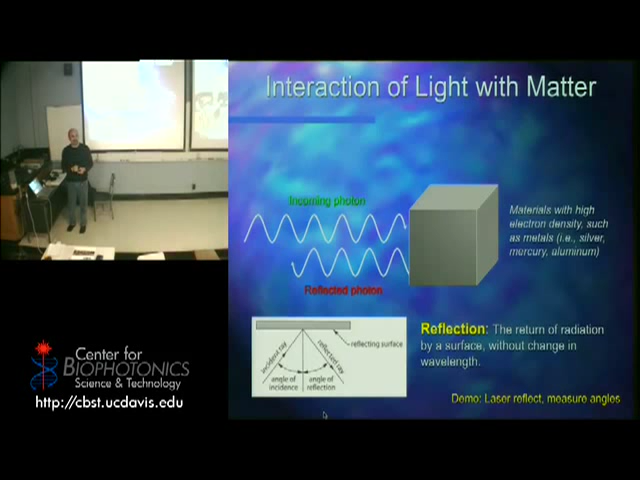 Interaction of Light with Matter
Incoming photon
Reflected photon
Materials with high
electron density, such
as metals (i.e., silver,
mercury, aluminum)
reflecting surface
incident ray
reflected ray
angle of
incidence
angle of
reflection
Reflection: The return of radiation
by a surface, without change in
wavelength.
Demo: Laser reflect, measure angles
Center for
BIOPHOTONICS
Science & Technology
http://cbst.ucdavis.edu